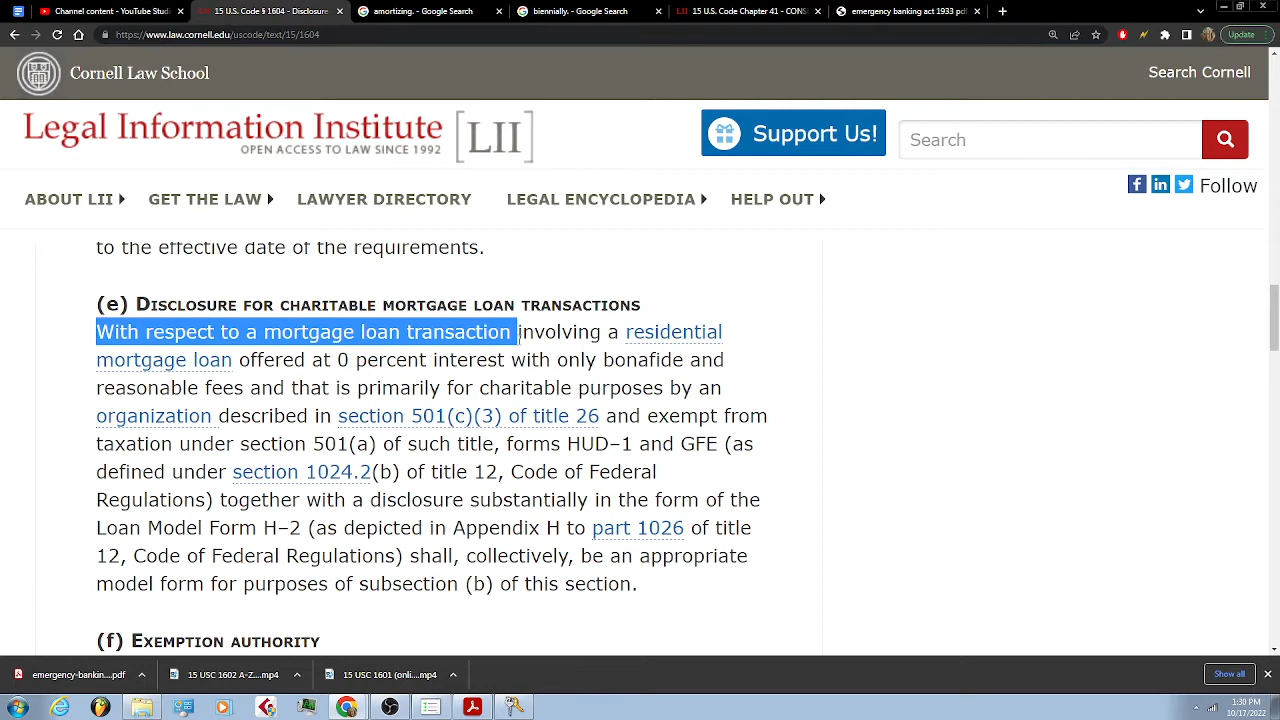 Channel content - YouTube Studi
15 U.S. Code § 1604 - Disclosure
amortizing. - Google Search
biennially. - Google Search
LII
15 U.S. Code Chapter 41 - CONS
emergency banking act 1933 pdf
https://www.law.cornell.edu/uscode/text/15/1604
Update
Cornell Law School
Search Cornell
Legal Information Institute [LII]
OPEN ACCESS TO LAW SINCE 1992
Support Us!
Search
ABOUT LII
GET THE LAW
LAWYER DIRECTORY
LEGAL ENCYCLOPEDIA
HELP OUT
Follow
to the effective date of the requirements.
(e) DISCLOSURE FOR CHARITABLE MORTGAGE LOAN TRANSACTIONS
With respect to a mortgage loan transaction involving a residential
mortgage loan offered at 0 percent interest with only bonafide and
reasonable fees and that is primarily for charitable purposes by an
organization described in section 501(c)(3) of title 26 and exempt from
taxation under section 501(a) of such title, forms HUD–1 and GFE (as
defined under section 1024.2(b) of title 12, Code of Federal
Regulations) together with a disclosure substantially in the form of the
Loan Model Form H–2 (as depicted in Appendix H to part 1026 of title
12, Code of Federal Regulations) shall, collectively, be an appropriate
model form for purposes of subsection (b) of this section.
(f) EXEMPTION AUTHORITY
emergency-bankin....pdf
15 USC 1602 A-Z....mp4
15 USC 1601 (onli....mp4
Show all
1:30 PM
10/17/2022